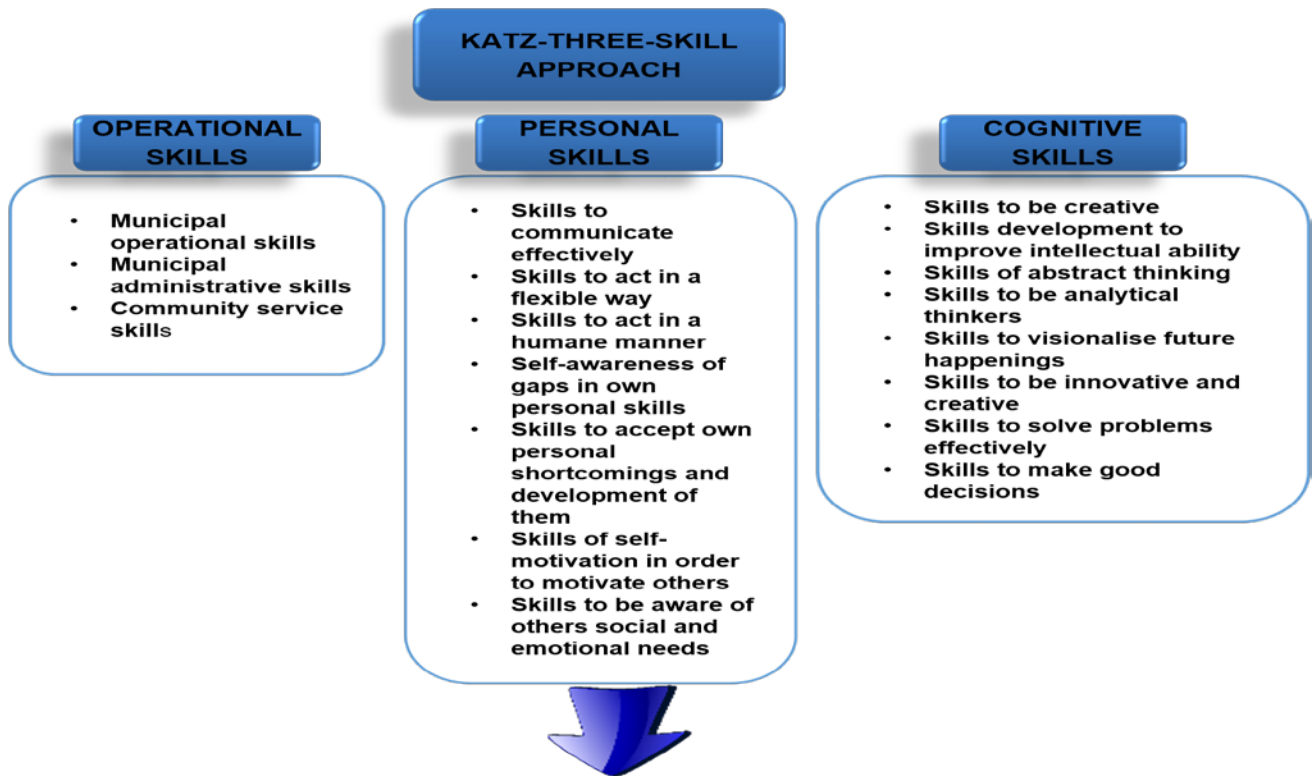 KATZ-THREE-SKILL
APPROACH
OPERATIONAL
SKILLS
• Municipal
operational skills
• Municipal
administrative skills
• Community service
skills
PERSONAL
SKILLS
• Skills to
communicate
effectively
• Skills to act in a
flexible way
• Skills to act in a
humane manner
• Self-awareness of
gaps in own
personal skills
• Skills to accept own
personal
shortcomings and
development of
them
• Skills of self-
motivation in order
to motivate others
• Skills to be aware of
others social and
emotional needs
COGNITIVE
SKILLS
• Skills to be creative
• Skills development to
improve intellectual ability
• Skills of abstract thinking
• Skills to be analytical
thinkers
• Skills to visionalise future
happenings
• Skills to be innovative and
creative
• Skills to solve problems
effectively
• Skills to make good
decisions